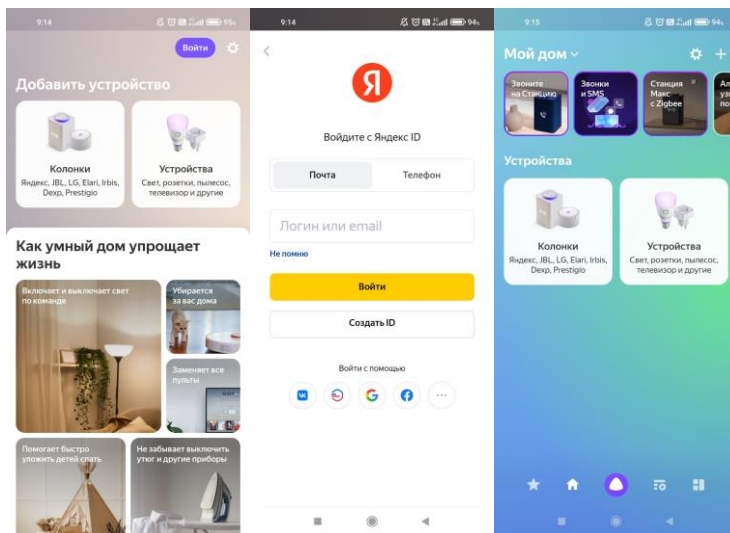 9:14
95%
Войти
Добавить устройство
Колонки
Яндекс, JBL, LG, Elari, Irbis,
Dexp, Prestigio
Устройства
Свет, розетки, пылесос,
телевизор и другие
Как умный дом упрощает
жизнь
Включает и выключает свет
по команде
Убирается
за вас дома
Заменяет все
пульты
Помогает быстро
уложить детей спать
Не забывает выключить
утюг и другие приборы
9:14
94%
Я
Войдите с Яндекс ID
Почта
Телефон
Логин или email
Не помню
Войти
Создать ID
Войти с помощью
9:15
94%
Мой дом
Звоните
на Станцию
Звонки
и SMS
Станция
Макс
с Zigbee
Устройства
Колонки
Яндекс, JBL, LG, Elari, Irbis,
Dexp, Prestigio
Устройства
Свет, розетки, пылесос,
телевизор и другие